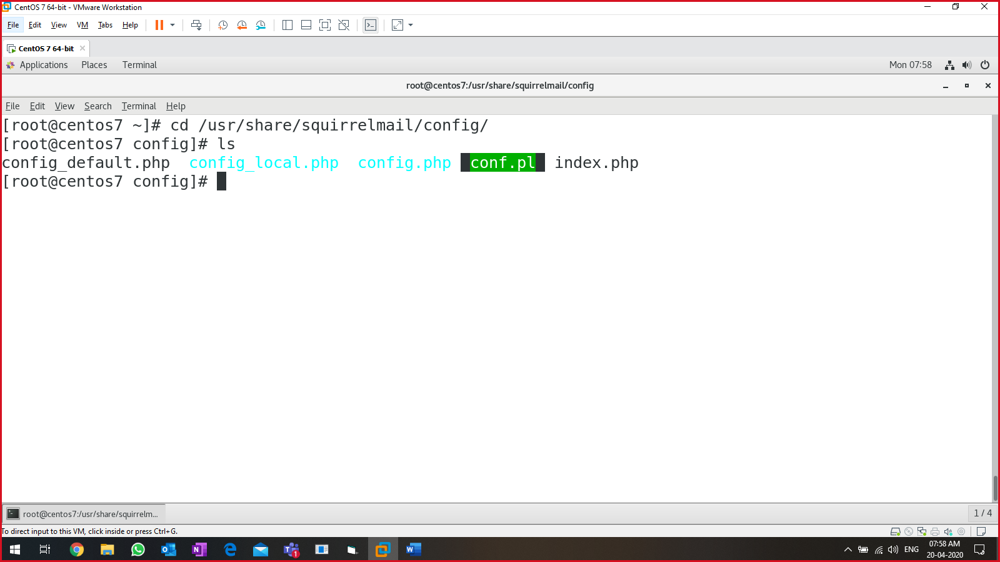 CentOS 7 64-bit - VMware Workstation
File Edit View VM Tabs Help
CentOS 7 64-bit
Applications Places Terminal Mon 07:58
root@centos7:/usr/share/squirrelmail/config
File Edit View Search Terminal Help
[root@centos7 ~]# cd /usr/share/squirrelmail/config/
[root@centos7 config]# ls
config_default.php config_local.php config.php conf.pl index.php
[root@centos7 config]#
root@centos7:/usr/share/squirrelm... 1 / 4
To direct input to this VM, click inside or press Ctrl+G.
1
ENG
07:58 AM
20-04-2020